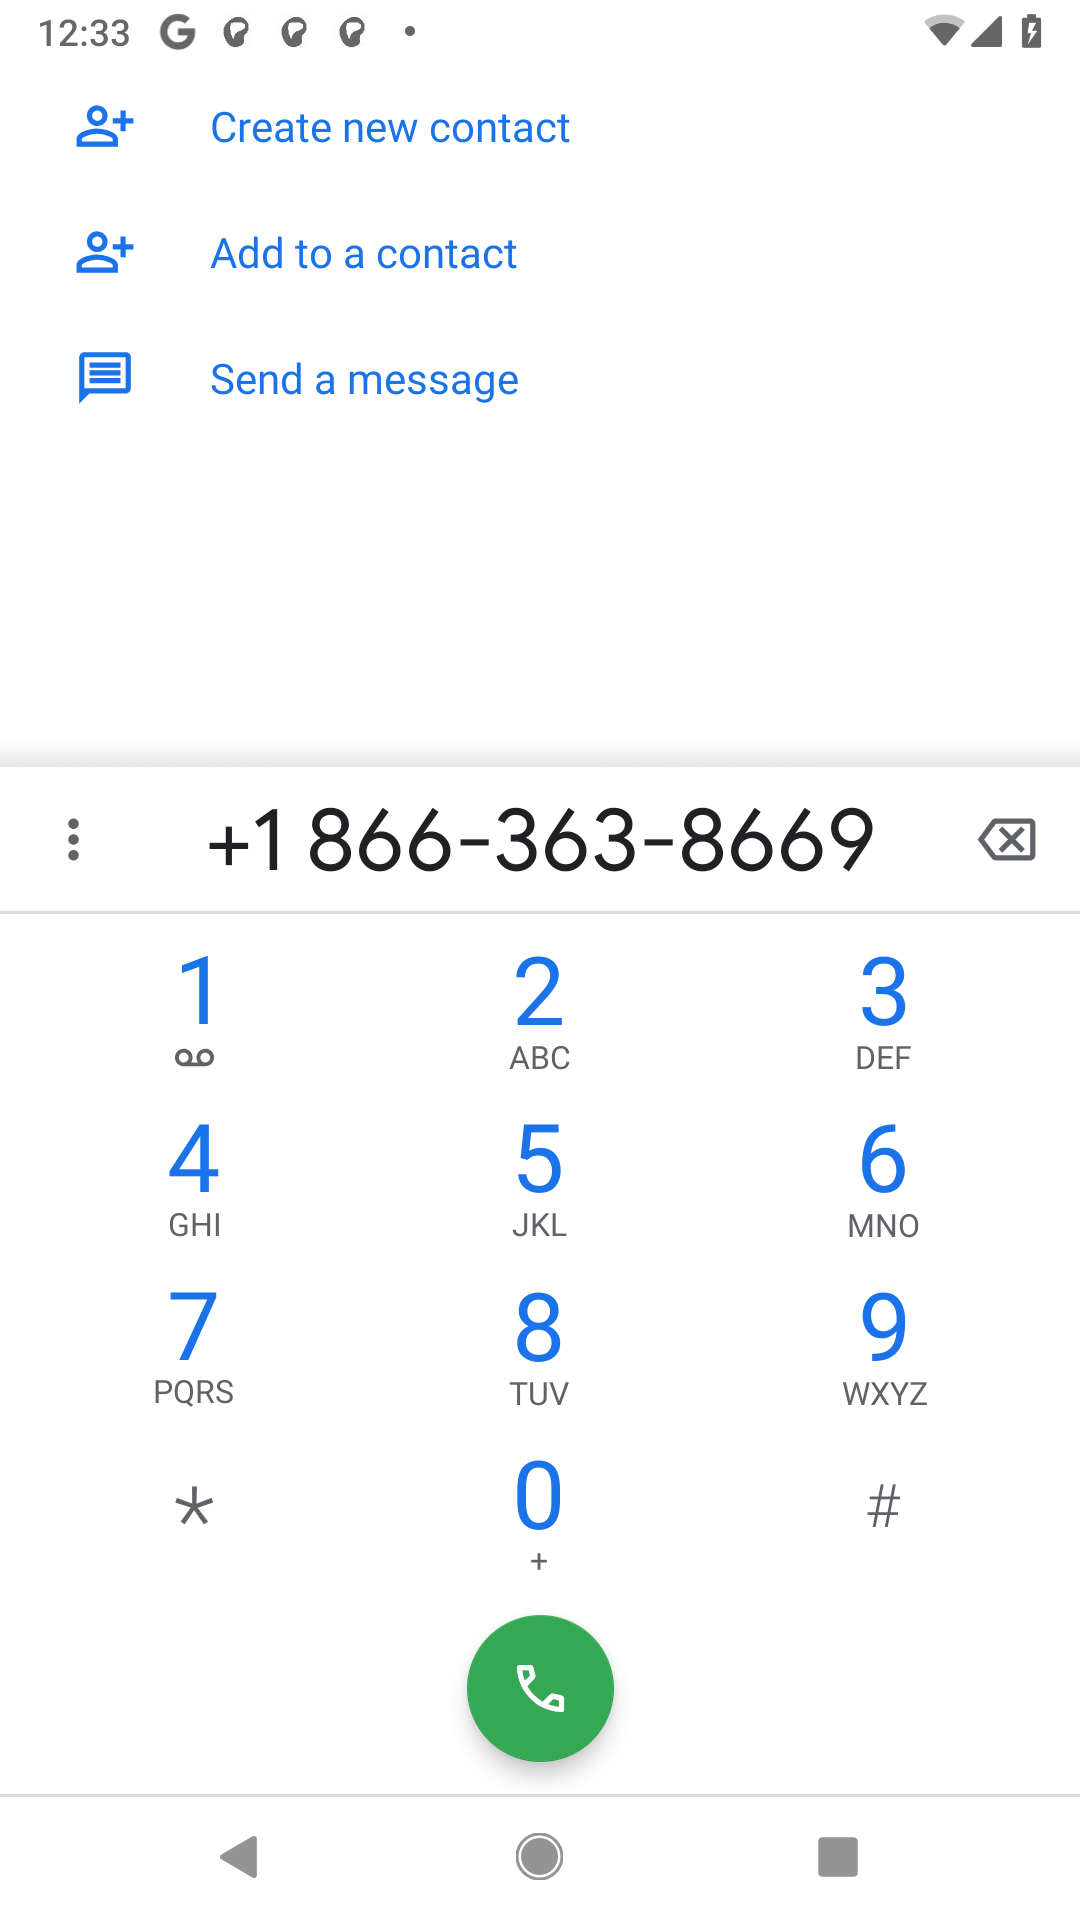 12:33
Create new contact
Add to a contact
Send a message
+1 866-363-8669
1
2
ABC
3
DEF
4
GHI
5
JKL
6
MNO
7
PQRS
8
TUV
9
WXYZ
*
0
+
#